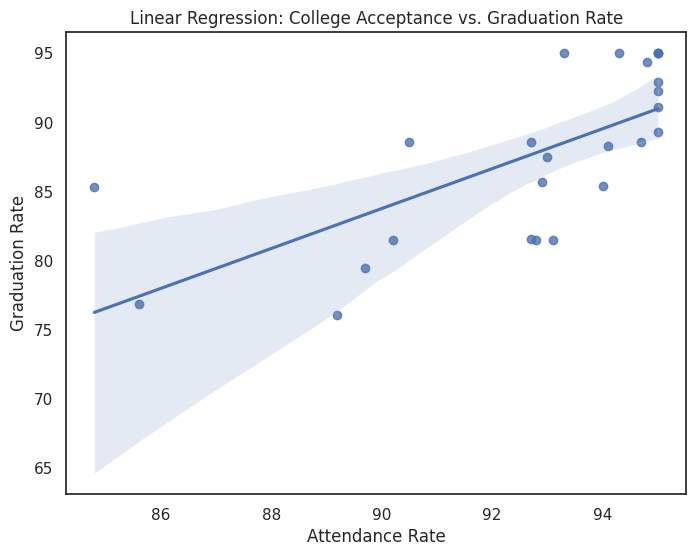 Linear Regression: College Acceptance vs. Graduation Rate
95
90
85
80
75
70
65
Graduation Rate
86 88 90 92 94
Attendance Rate